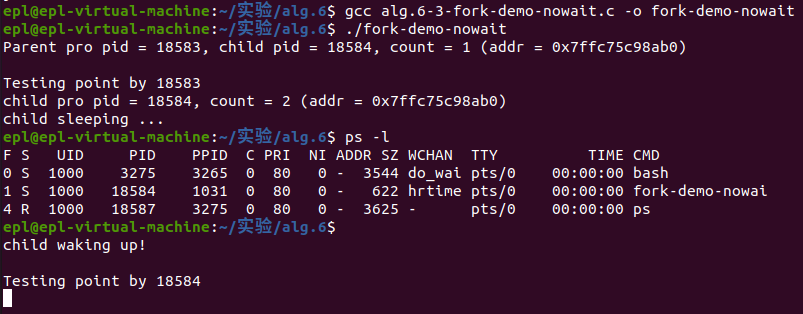 epl@epl-virtual-machine:~/实验/alg.6$ gcc alg.6-3-fork-demo-nowait.c -o fork-demo-nowait
epl@epl-virtual-machine:~/实验/alg.6$ ./fork-demo-nowait
Parent pro pid = 18583, child pid = 18584, count = 1 (addr = 0x7ffc75c98ab0)

Testing point by 18583
child pro pid = 18584, count = 2 (addr = 0x7ffc75c98ab0)
child sleeping ...
epl@epl-virtual-machine:~/实验/alg.6$ ps -l
F S   UID     PID    PPID  C PRI  NI ADDR SZ WCHAN  TTY          TIME CMD
0 S  1000    3275    3265  0  80   0 -  3544 do_wai pts/0    00:00:00 bash
1 S  1000   18584    1031  0  80   0 -   622 hrtime pts/0    00:00:00 fork-demo-nowai
4 R  1000   18587    3275  0  80   0 -  3625 -      pts/0    00:00:00 ps
epl@epl-virtual-machine:~/实验/alg.6$
child waking up!

Testing point by 18584